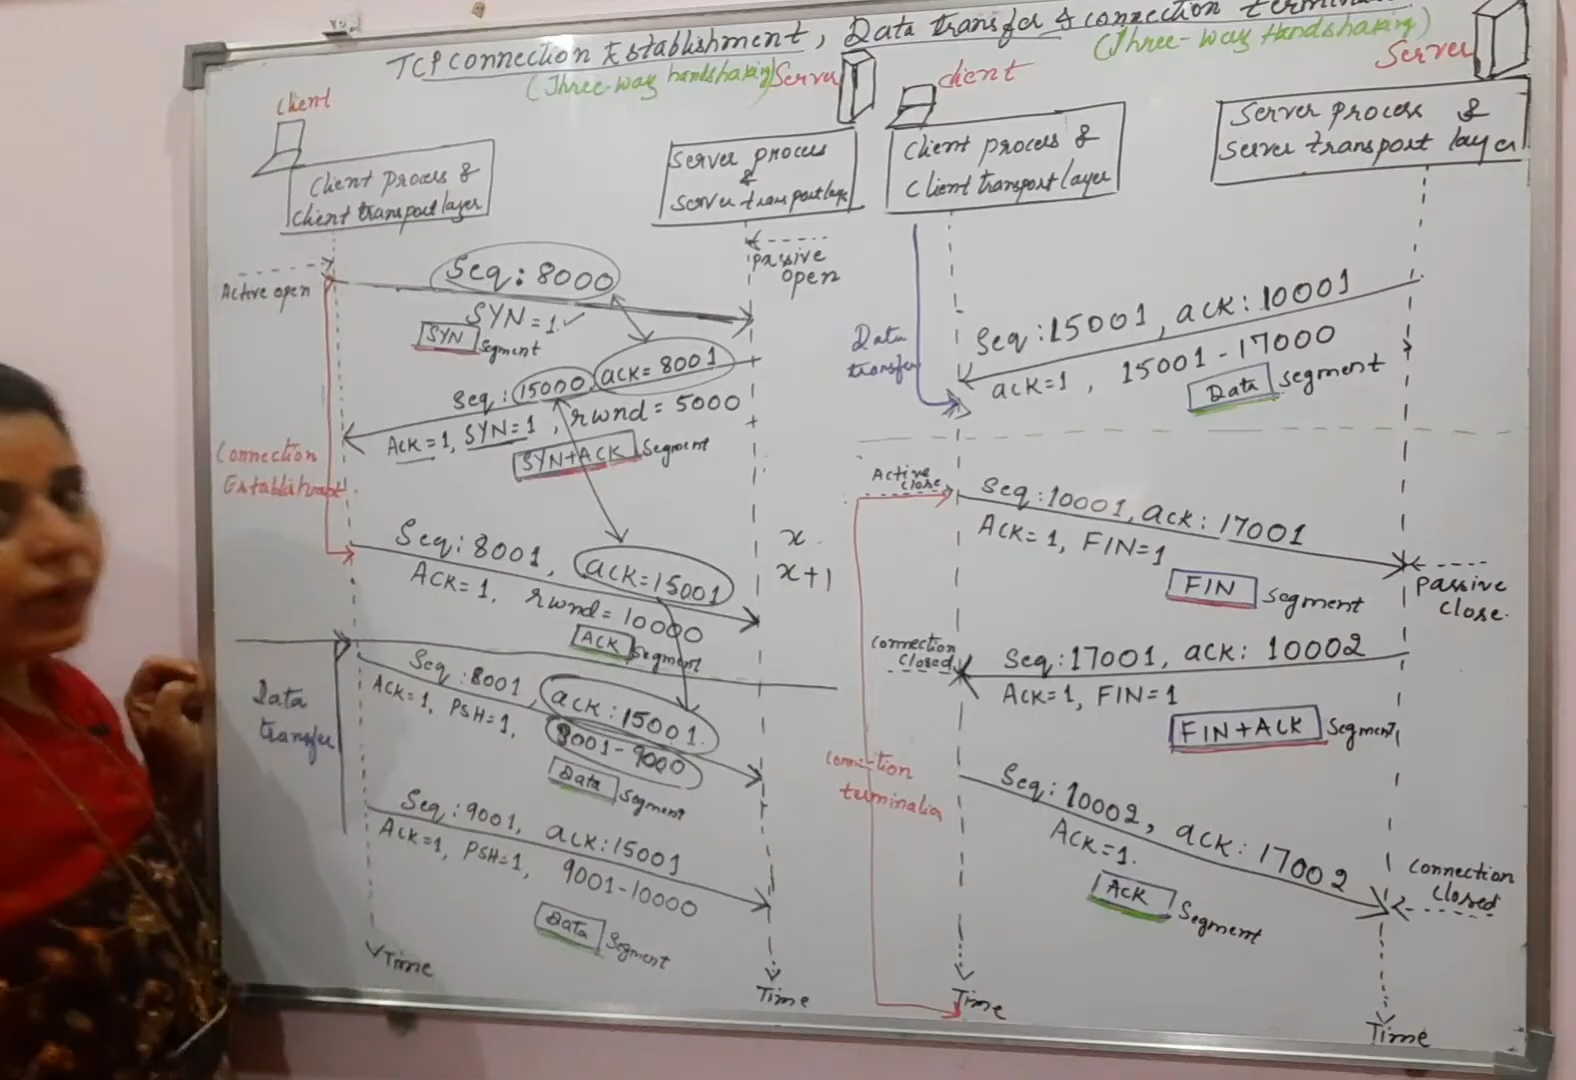 TCP connection Establishment, Data transfer & connection
(Three-way handshaking)
(Three-way Handshaking)
Client
Server
client
Server
Client process &
client transport layer
Server process
&
Server transport layer
Client process &
Client transport layer
Server process &
Server transport layer
Active open
passive
open
Seq: 8000
SYN=1 ✓
SYN segment
Seq: 15000, ack= 8001
Ack=1, SYN=1, rwnd= 5000
SYN+ACK Segment
Connection
Seq: 8001, ack=15001
ACK= 1, rwnd= 10000
ACK segment
x
x+1
Data
transfer
Seq:8001, ack:15001.
ACK=1, PSH=1, 8001-9000
Data segment
Seq:9001, ack:15001
ACK=1, PSH=1, 9001-10000
Data Segment
Time
Time
Data
transfer
Seq:15001, ack:10001
ack=1, 15001-17000
Data segment
Active
close
Seq:10001, ack: 17001
Ack=1, FIN=1
FIN segment
passive
close.
connection
closed
Seq:17001, ack: 10002
Ack=1, FIN=1
FIN+ACK Segment
connection
Seq:10002, ack: 17002
ACK=1.
ACK Segment
connection
closed
Time
Time